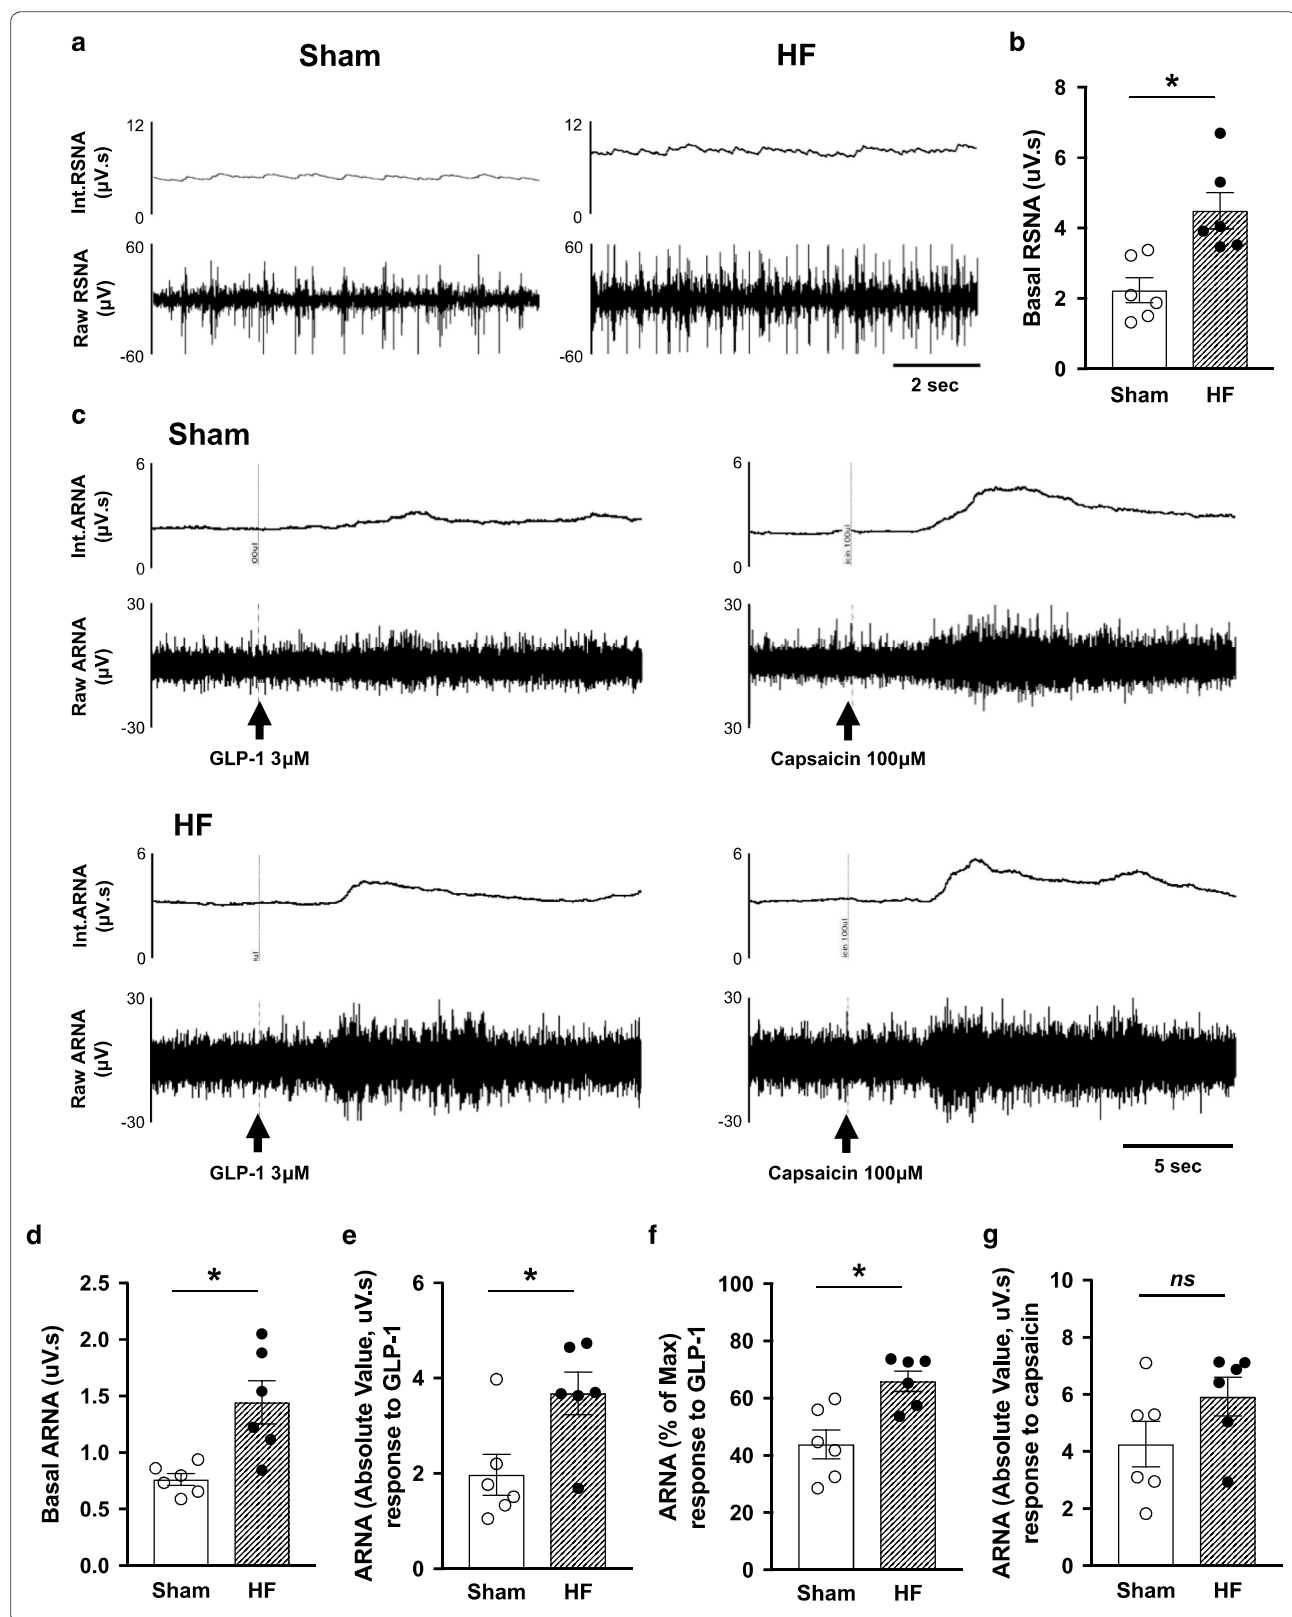 a
Sham
HF
b
12
0
Int.RSNA
(µV.s)
12
0
60
-60
Raw RSNA
(µV)
60
-60
2 sec
8
6
4
2
0
Basal RSNA (uV.s)
*
Sham
HF
c
Sham
6
0
Int.ARNA
(µV.s)
00ul
6
0
icin 100ul
30
-30
Raw ARNA
(µV)
30
30
GLP-1 3µM
Capsaicin 100µM
HF
6
0
Int.ARNA
(µV.s)
6
0
icin 100ul
30
-30
Raw ARNA
(µV)
30
-30
GLP-1 3µM
Capsaicin 100µM
5 sec
d
2.5
2.0
1.5
1.0
0.5
0.0
Basal ARNA (uV.s)
*
Sham
HF
e
6
4
2
0
ARNA (Absolute Value, uV.s)
response to GLP-1
*
Sham
HF
f
100
80
60
40
20
0
ARNA (% of Max)
response to GLP-1
*
Sham
HF
g
10
8
6
4
2
0
ARNA (Absolute Value, uV.s)
response to capsaicin
ns
Sham
HF